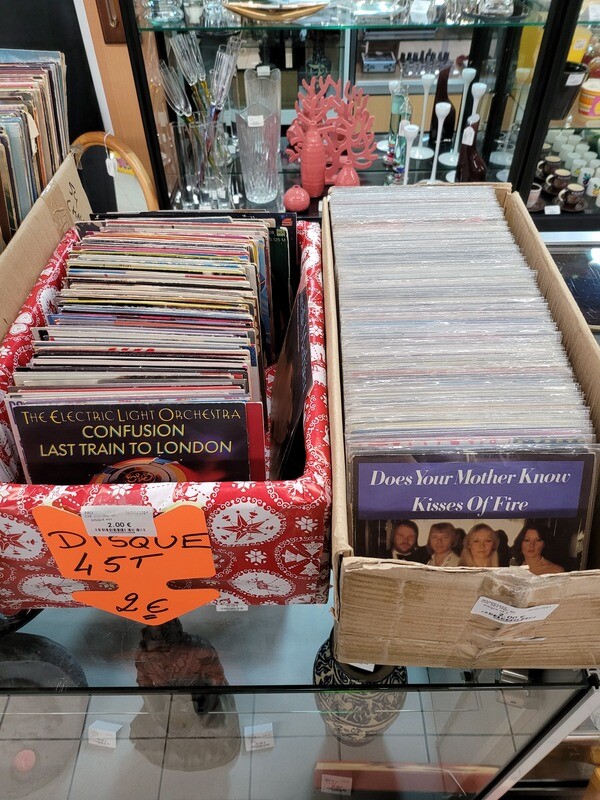 THE ELECTRIC LIGHT ORCHESTRA
CONFUSION
LAST TRAIN TO LONDON
2.00 €
DISQUE
45T
2€
Does Your Mother Know
Kisses Of Fire